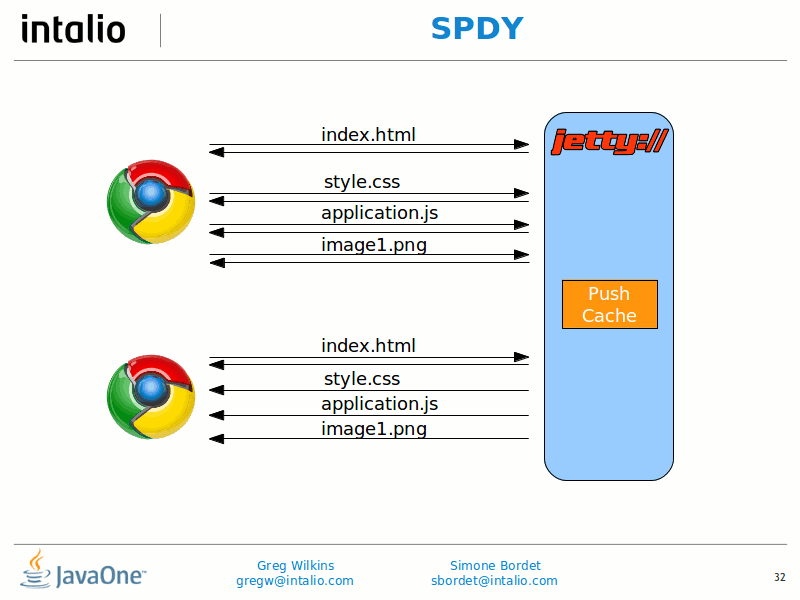 intalio
SPDY
index.html
jetty://
style.css
application.js
image1.png
Push
Cache
index.html
style.css
application.js
image1.png
JavaOne™
Greg Wilkins
gregw@intalio.com
Simone Bordet
sbordet@intalio.com
32